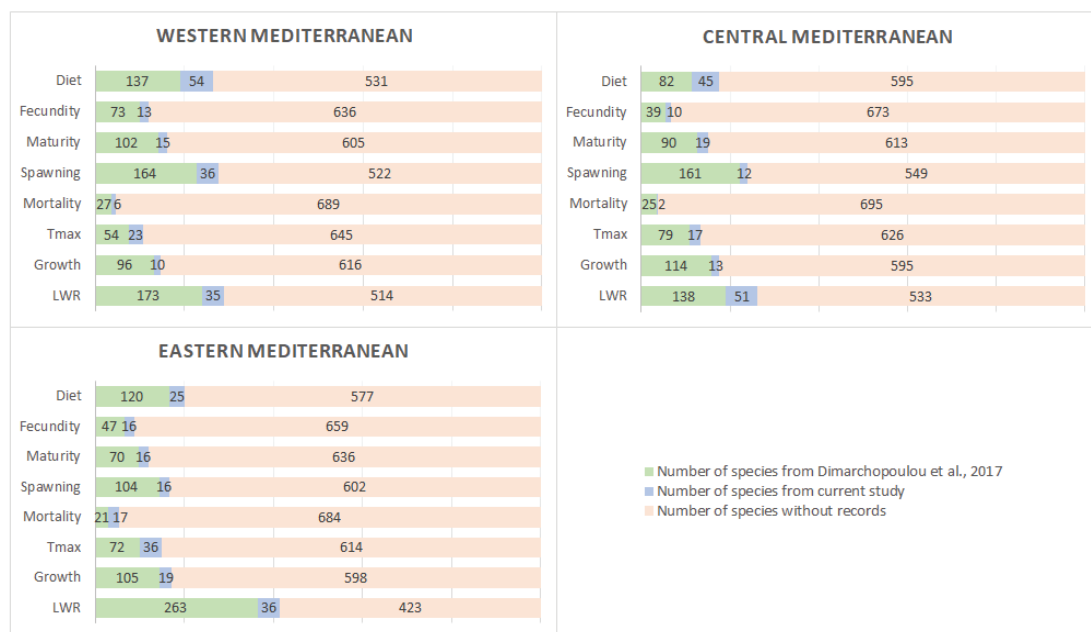 WESTERN MEDITERRANEAN
Diet 137 54 531
Fecundity 73 13 636
Maturity 102 15 605
Spawning 164 36 522
Mortality 27 6 689
Tmax 54 23 645
Growth 96 10 616
LWR 173 35 514
CENTRAL MEDITERRANEAN
Diet 82 45 595
Fecundity 39 10 673
Maturity 90 19 613
Spawning 161 12 549
Mortality 25 2 695
Tmax 79 17 626
Growth 114 13 595
LWR 138 51 533
EASTERN MEDITERRANEAN
Diet 120 25 577
Fecundity 47 16 659
Maturity 70 16 636
Spawning 104 16 602
Mortality 21 17 684
Tmax 72 36 614
Growth 105 19 598
LWR 263 36 423
Number of species from Dimarchopoulou et al., 2017
Number of species from current study
Number of species without records